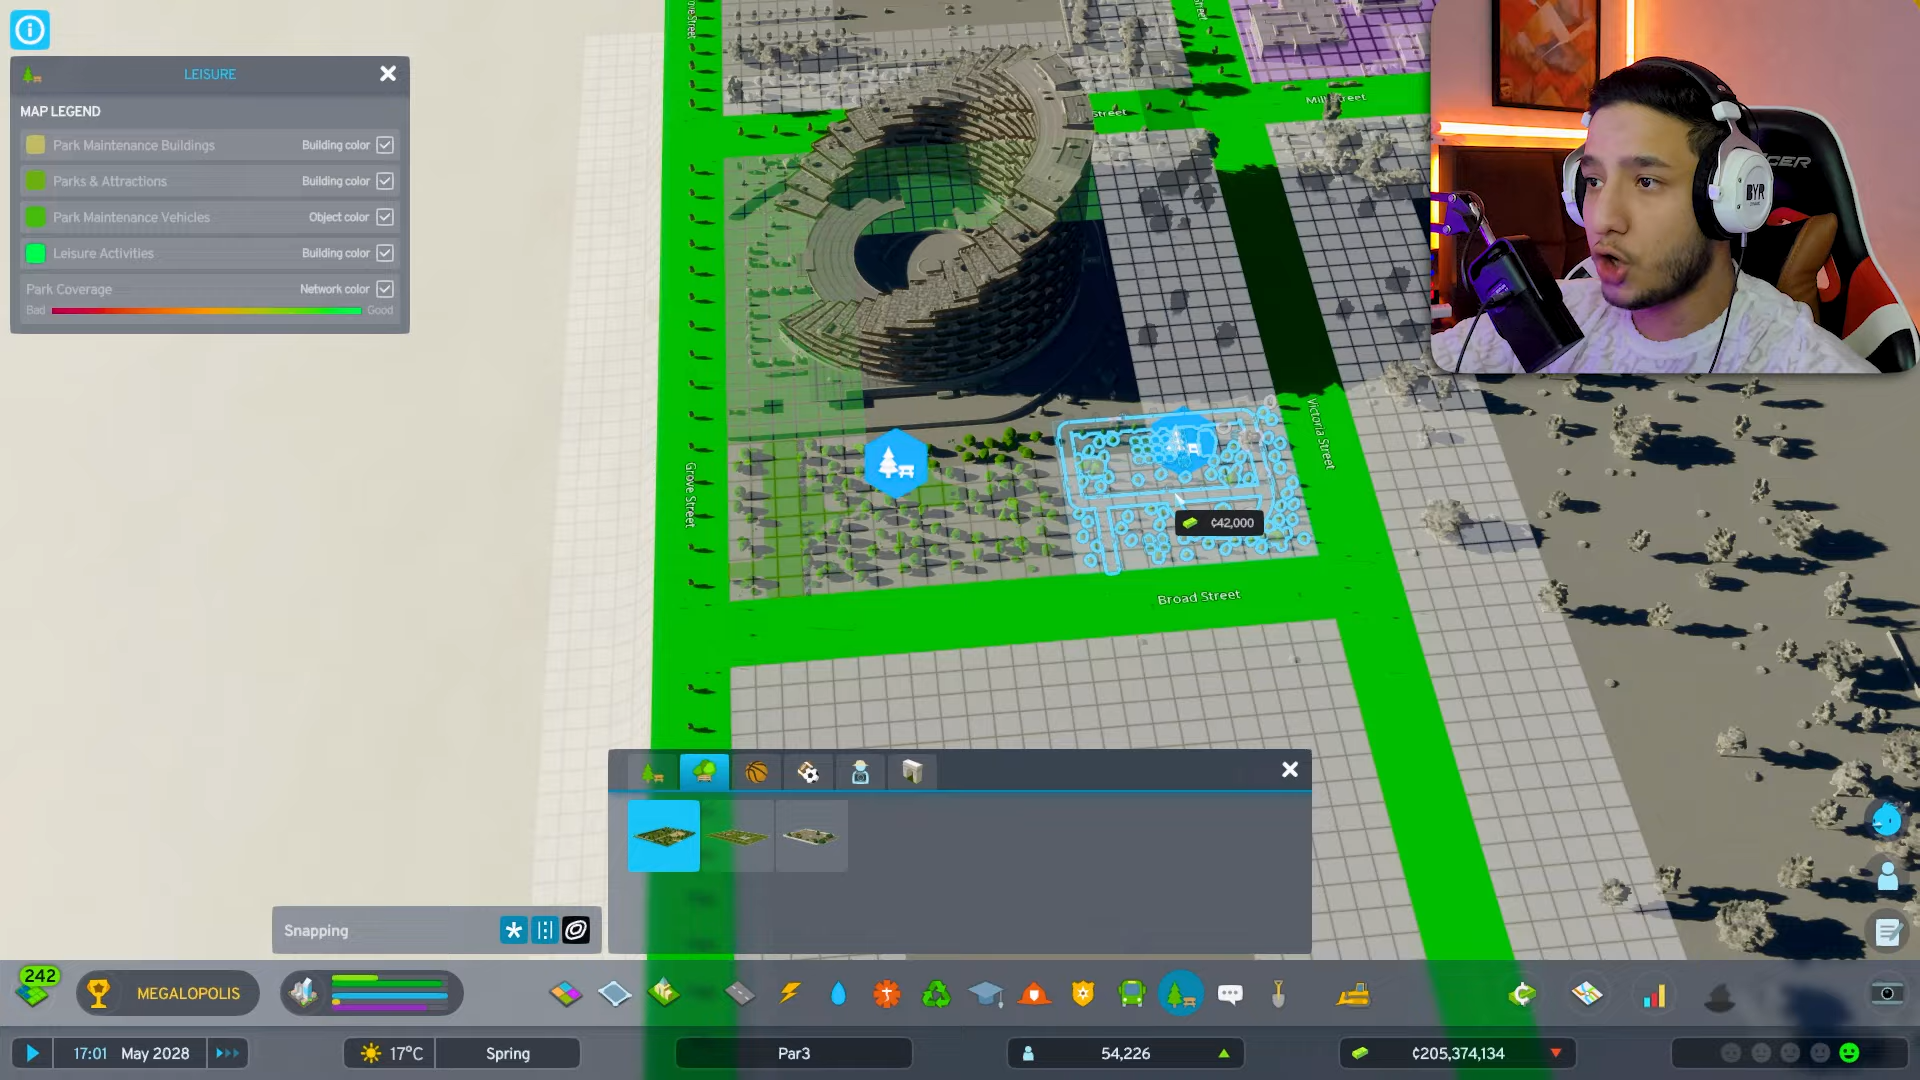 LEISURE
MAP LEGEND
Park Maintenance Buildings Building color
Parks & Attractions Building color
Park Maintenance Vehicles Object color
Leisure Activities Building color
Park Coverage Network color
Bad Good
Street
Mill Street
BYR
Grove Street
Victoria Street
₵42,000
Broad Street
Snapping
242
MEGALOPOLIS
17:01 May 2028
17°C
Spring
Par3
54,226
₵205,374,134